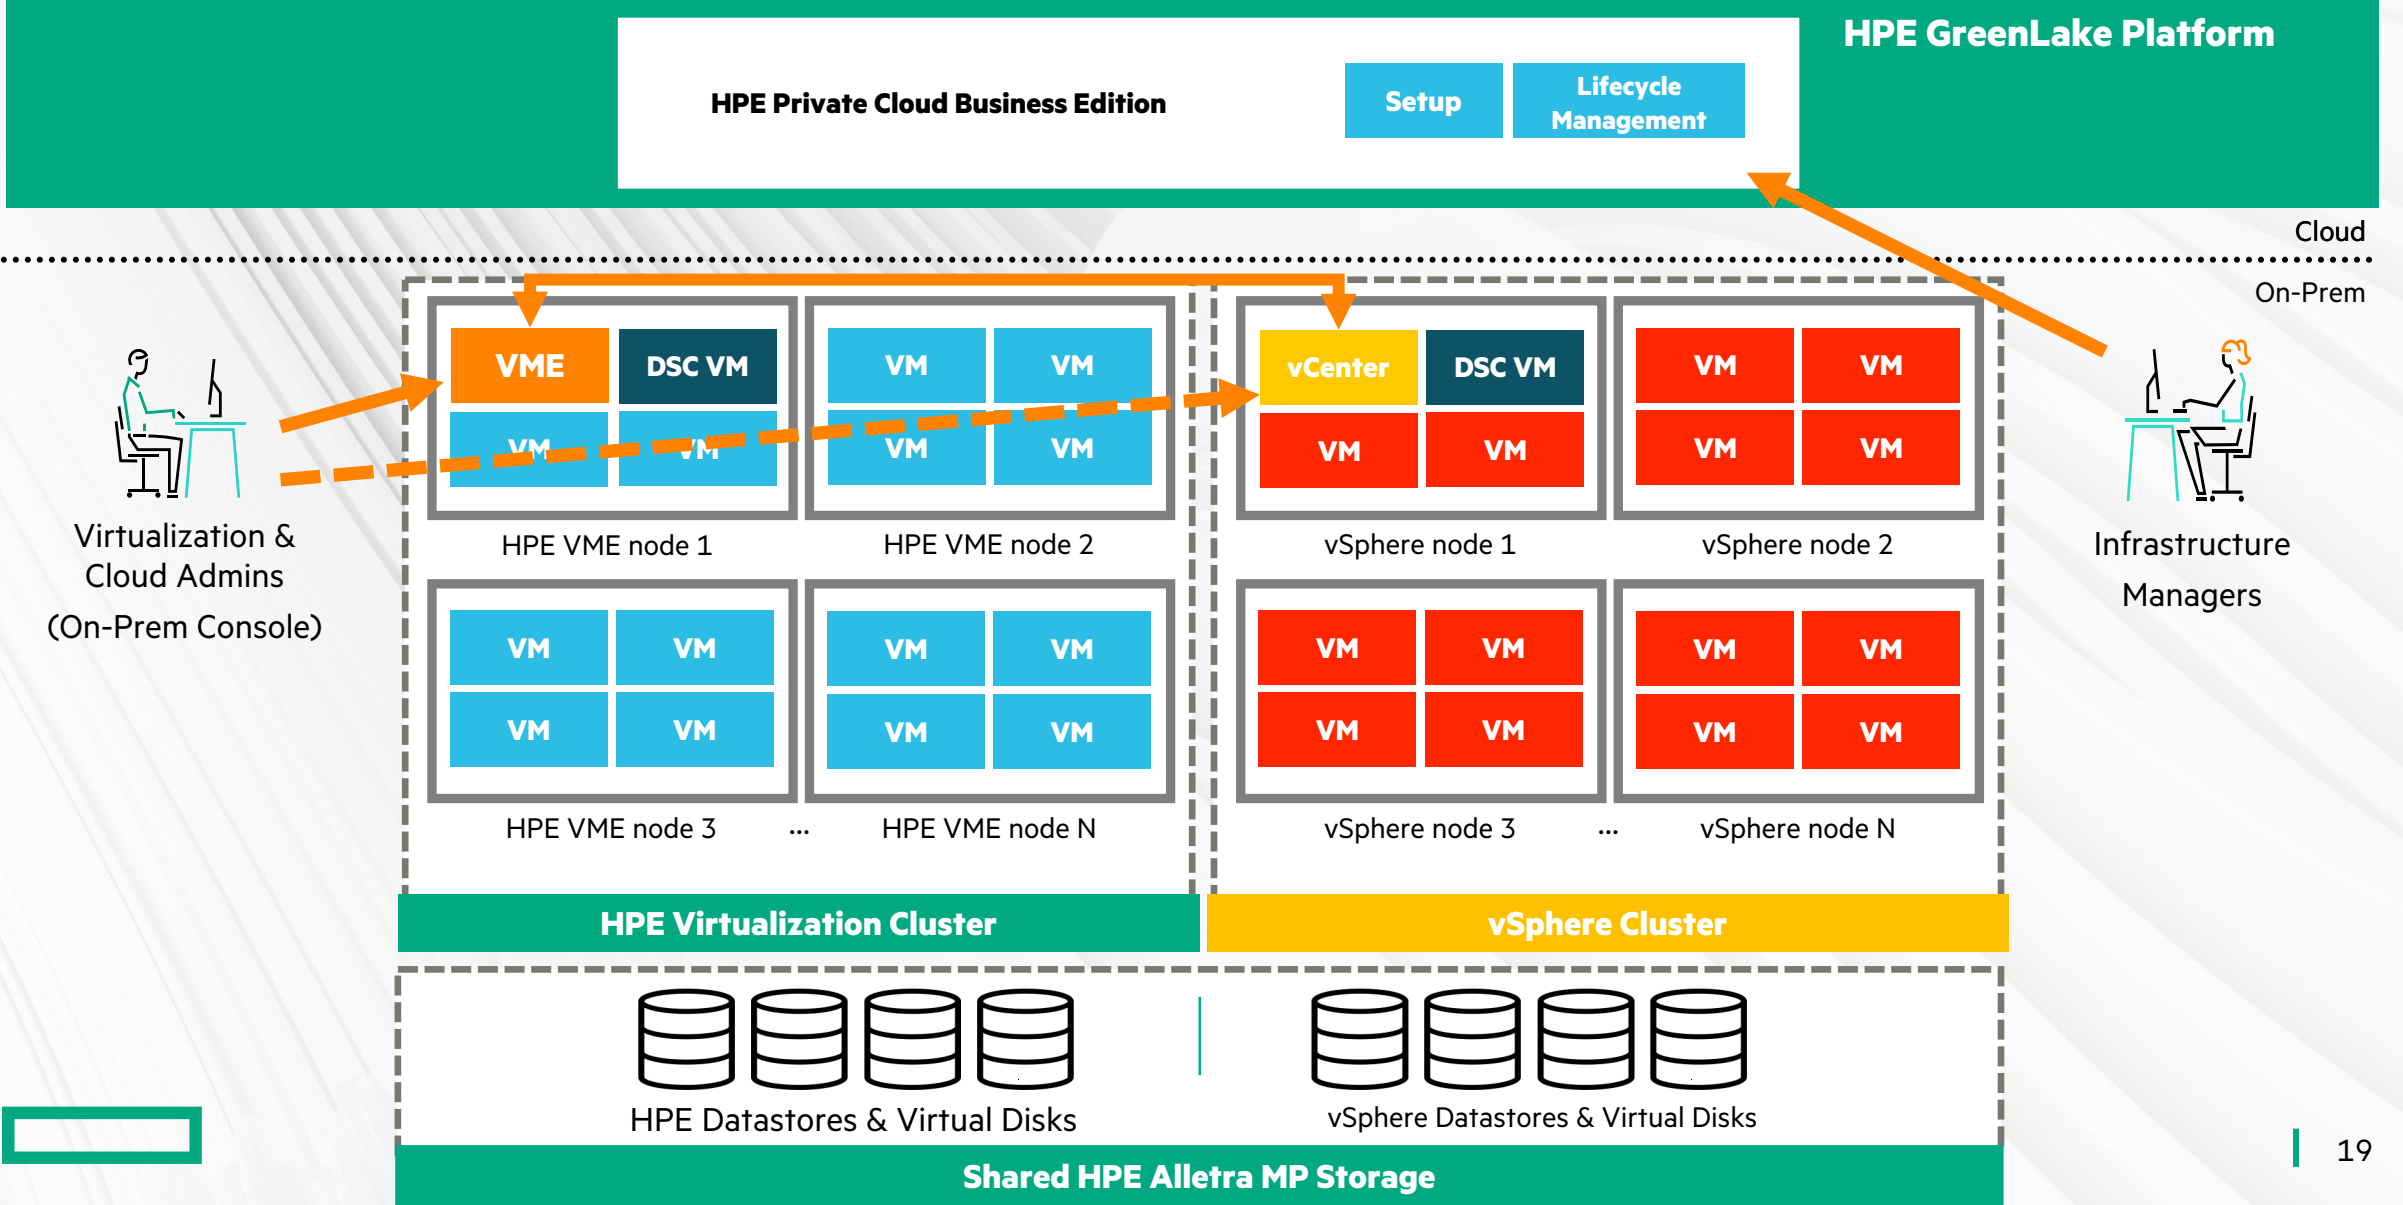 HPE GreenLake Platform
HPE Private Cloud Business Edition
Setup
Lifecycle
Management
Cloud
On-Prem
VME
DSC VM
VM
VM
VM
VM
VM
VM
HPE VME node 1
HPE VME node 2
vCenter
DSC VM
VM
VM
VM
VM
VM
VM
vSphere node 1
vSphere node 2
Virtualization &
Cloud Admins
(On-Prem Console)
Infrastructure
Managers
VM
VM
VM
VM
VM
VM
VM
VM
HPE VME node 3
...
HPE VME node N
VM
VM
VM
VM
VM
VM
VM
VM
vSphere node 3
...
vSphere node N
HPE Virtualization Cluster
vSphere Cluster
HPE Datastores & Virtual Disks
vSphere Datastores & Virtual Disks
Shared HPE Alletra MP Storage
19